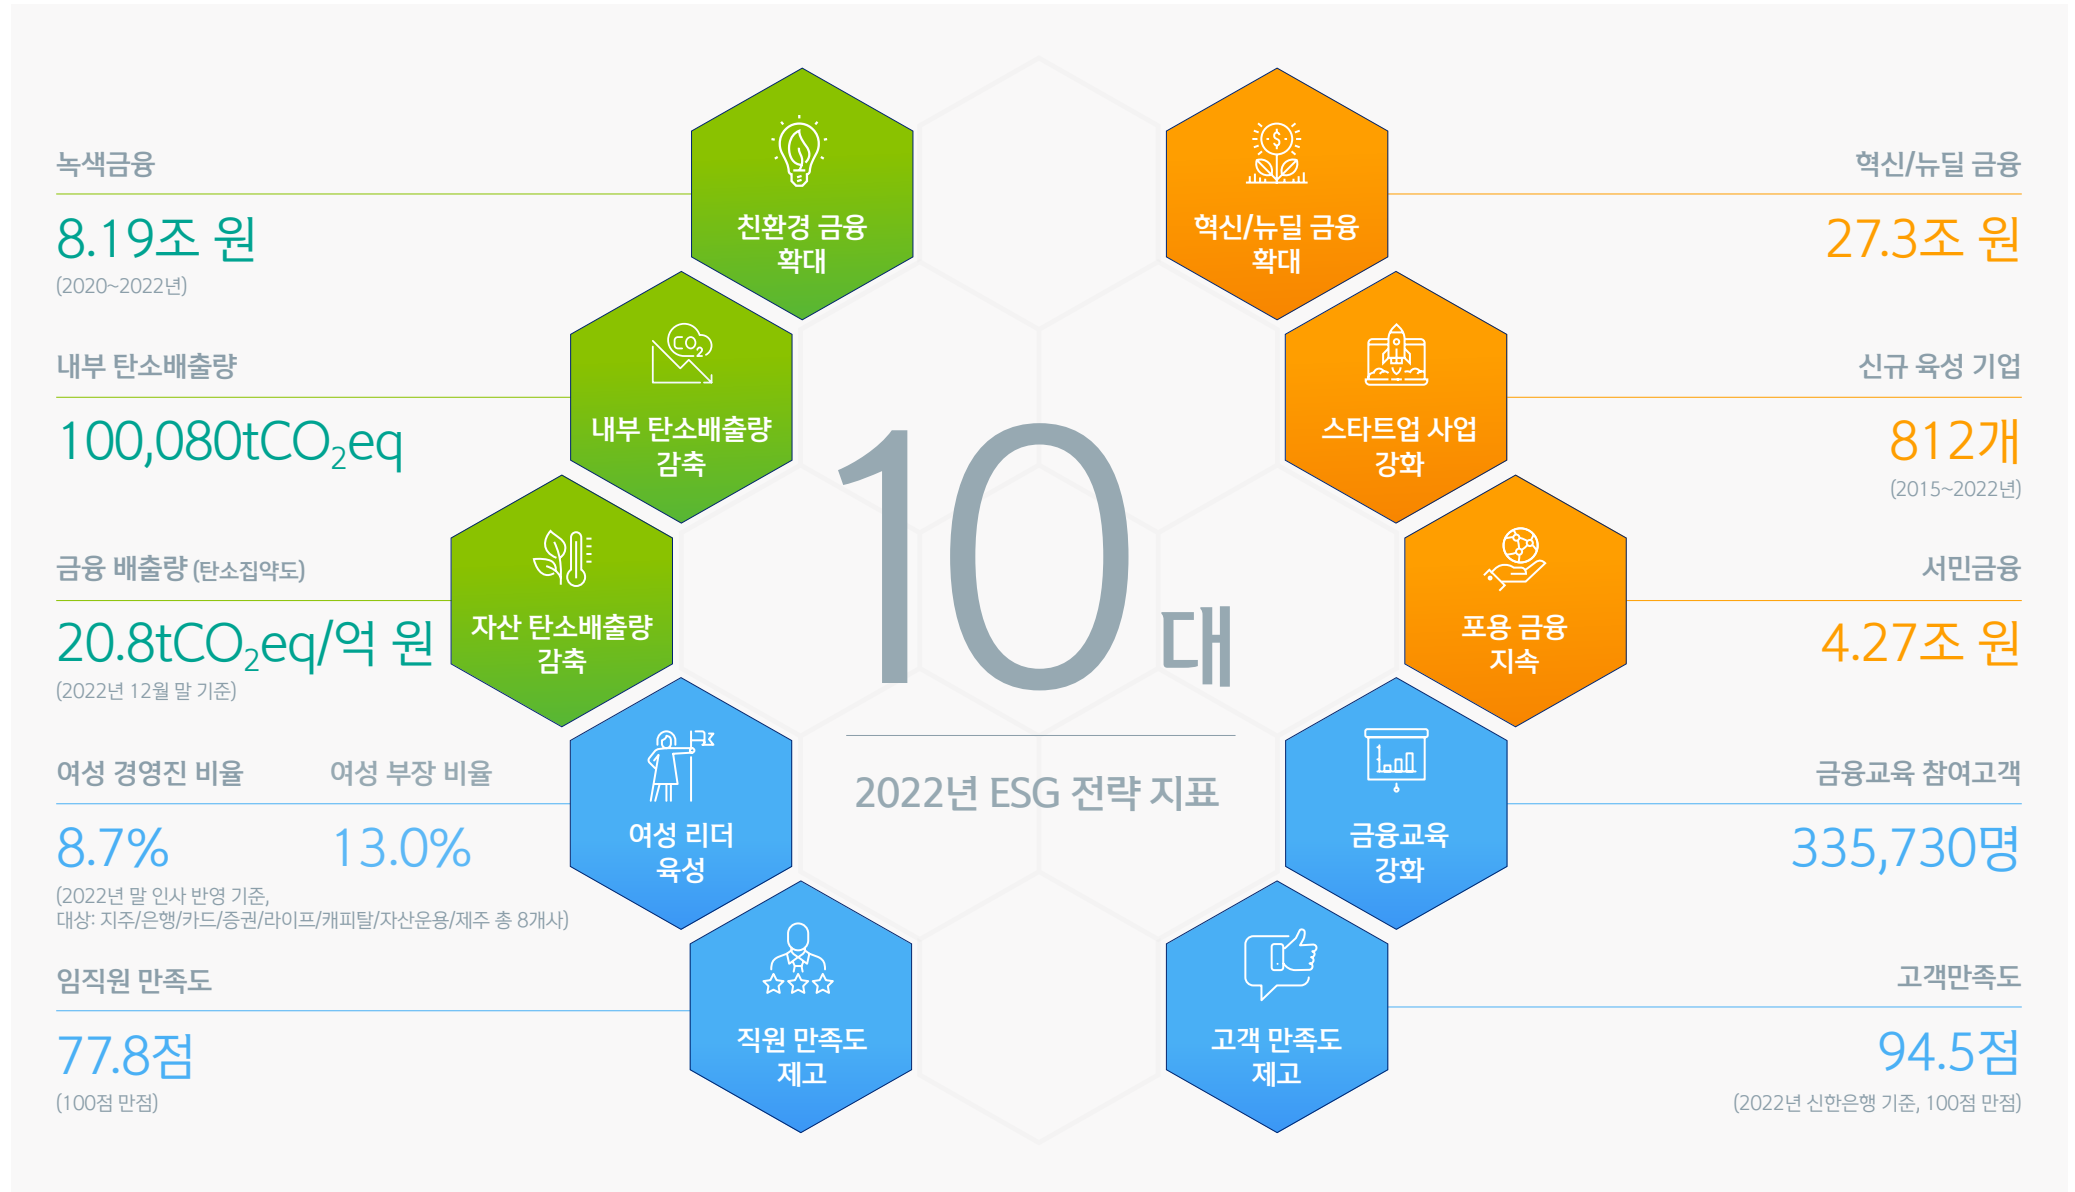 녹색금융
8.19조 원
(2020~2022년)
친환경 금융
확대
내부 탄소배출량
100,080tCO₂eq
CO₂
내부 탄소배출량
감축
금융 배출량 (탄소집약도)
20.8tCO₂eq/억 원
(2022년 12월 말 기준)
자산 탄소배출량
감축
여성 경영진 비율 여성 부장 비율
8.7% 13.0%
(2022년 말 인사 반영 기준,
대상: 지주/은행/카드/증권/라이프/캐피탈/자산운용/제주 총 8개사)
여성 리더
육성
임직원 만족도
77.8점
(100점 만점)
직원 만족도
제고
10대
2022년 ESG 전략 지표
$
혁신/뉴딜 금융
확대
혁신/뉴딜 금융
27.3조 원
스타트업 사업
강화
신규 육성 기업
812개
(2015~2022년)
포용 금융
지속
서민금융
4.27조 원
금융교육
강화
금융교육 참여고객
335,730명
고객 만족도
제고
고객만족도
94.5점
(2022년 신한은행 기준, 100점 만점)